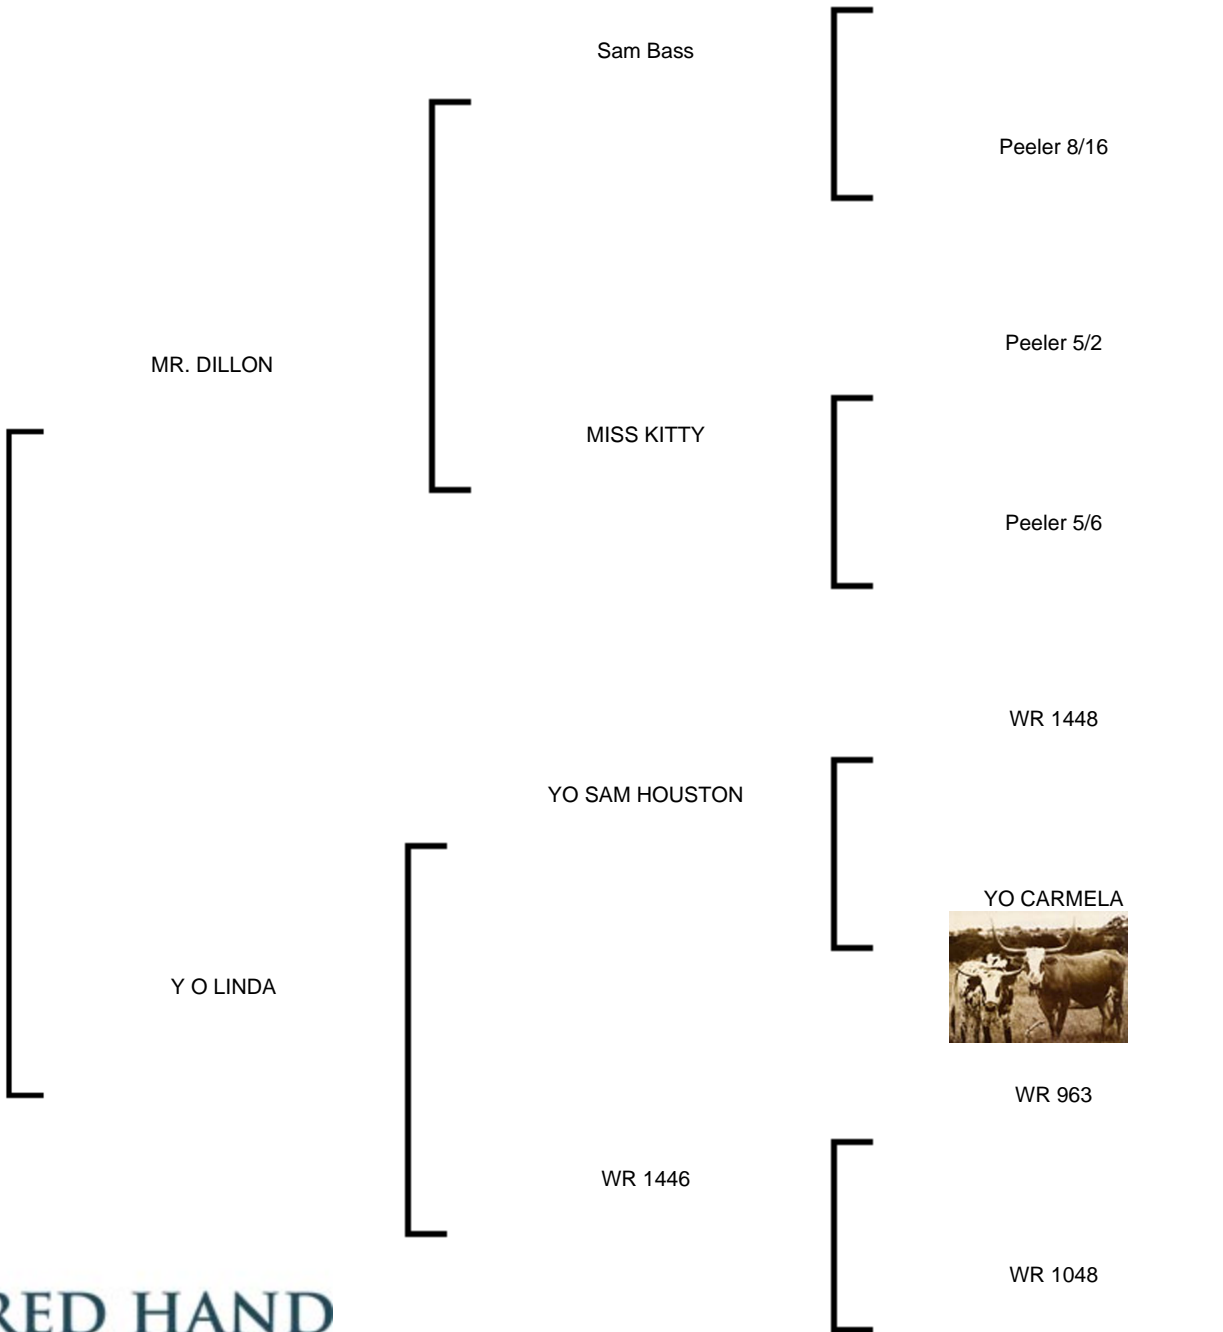 Sam Bass
Peeler 8/16
Peeler 5/2
MR. DILLON
MISS KITTY
Peeler 5/6
WR 1448
YO SAM HOUSTON
YO CARMELA
Y O LINDA
WR 963
WR 1446
WR 1048
RED HAND